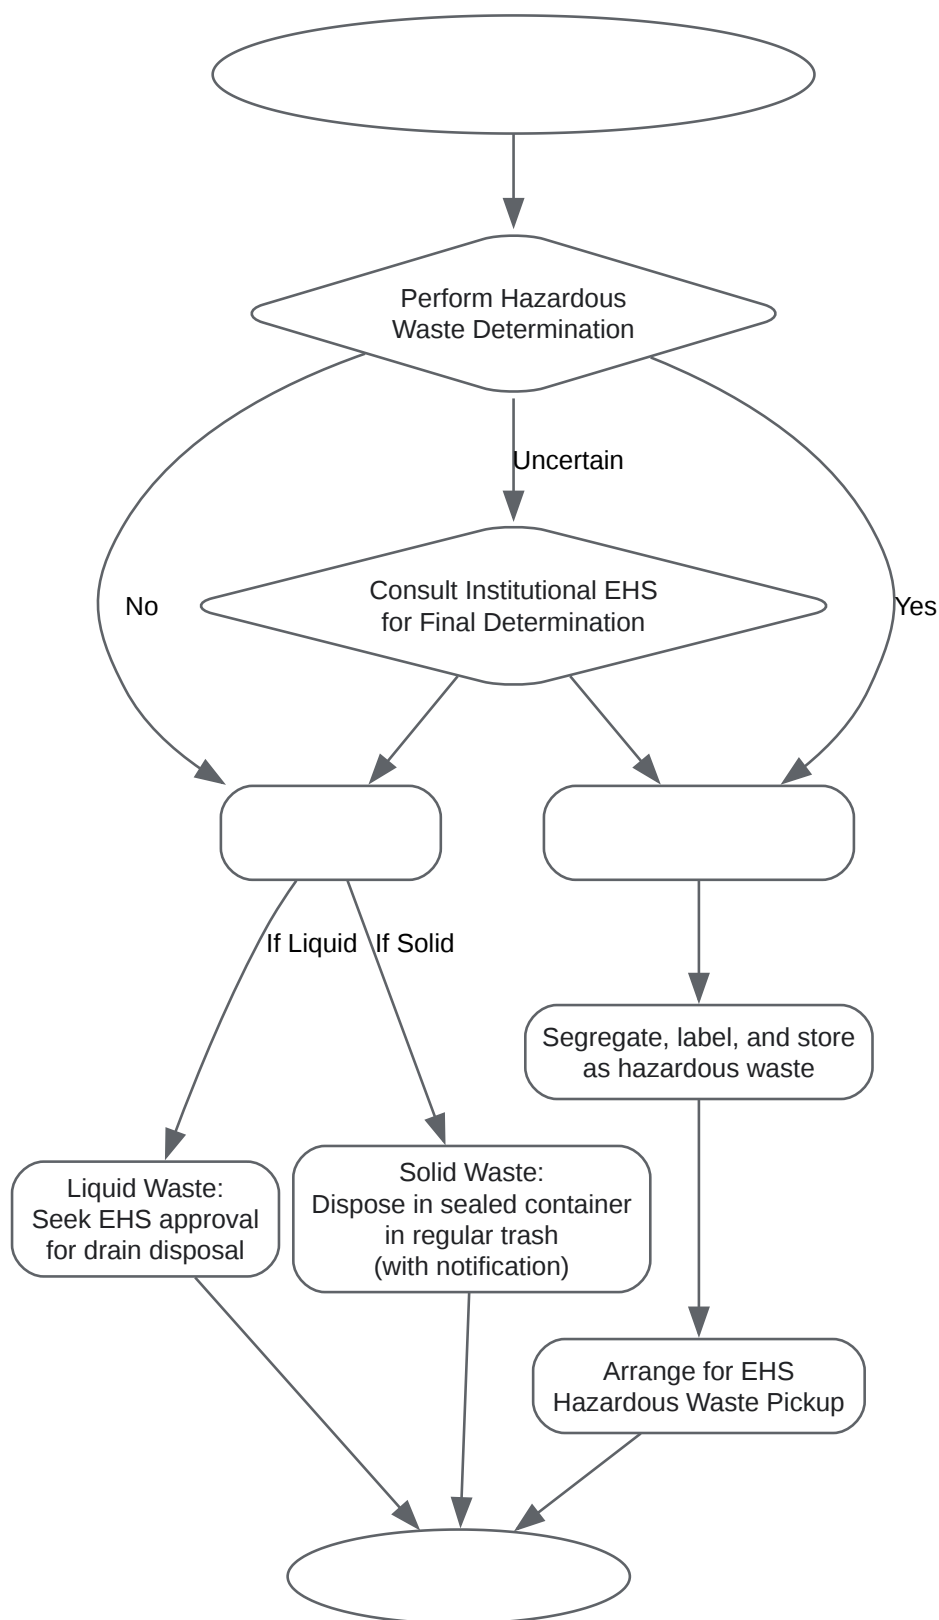 Perform Hazardous
Waste Determination
Uncertain
Consult Institutional EHS
for Final Determination
No
Yes
If Liquid
If Solid
Segregate, label, and store
as hazardous waste
Liquid Waste:
Seek EHS approval
for drain disposal
Solid Waste:
Dispose in sealed container
in regular trash
(with notification)
Arrange for EHS
Hazardous Waste Pickup